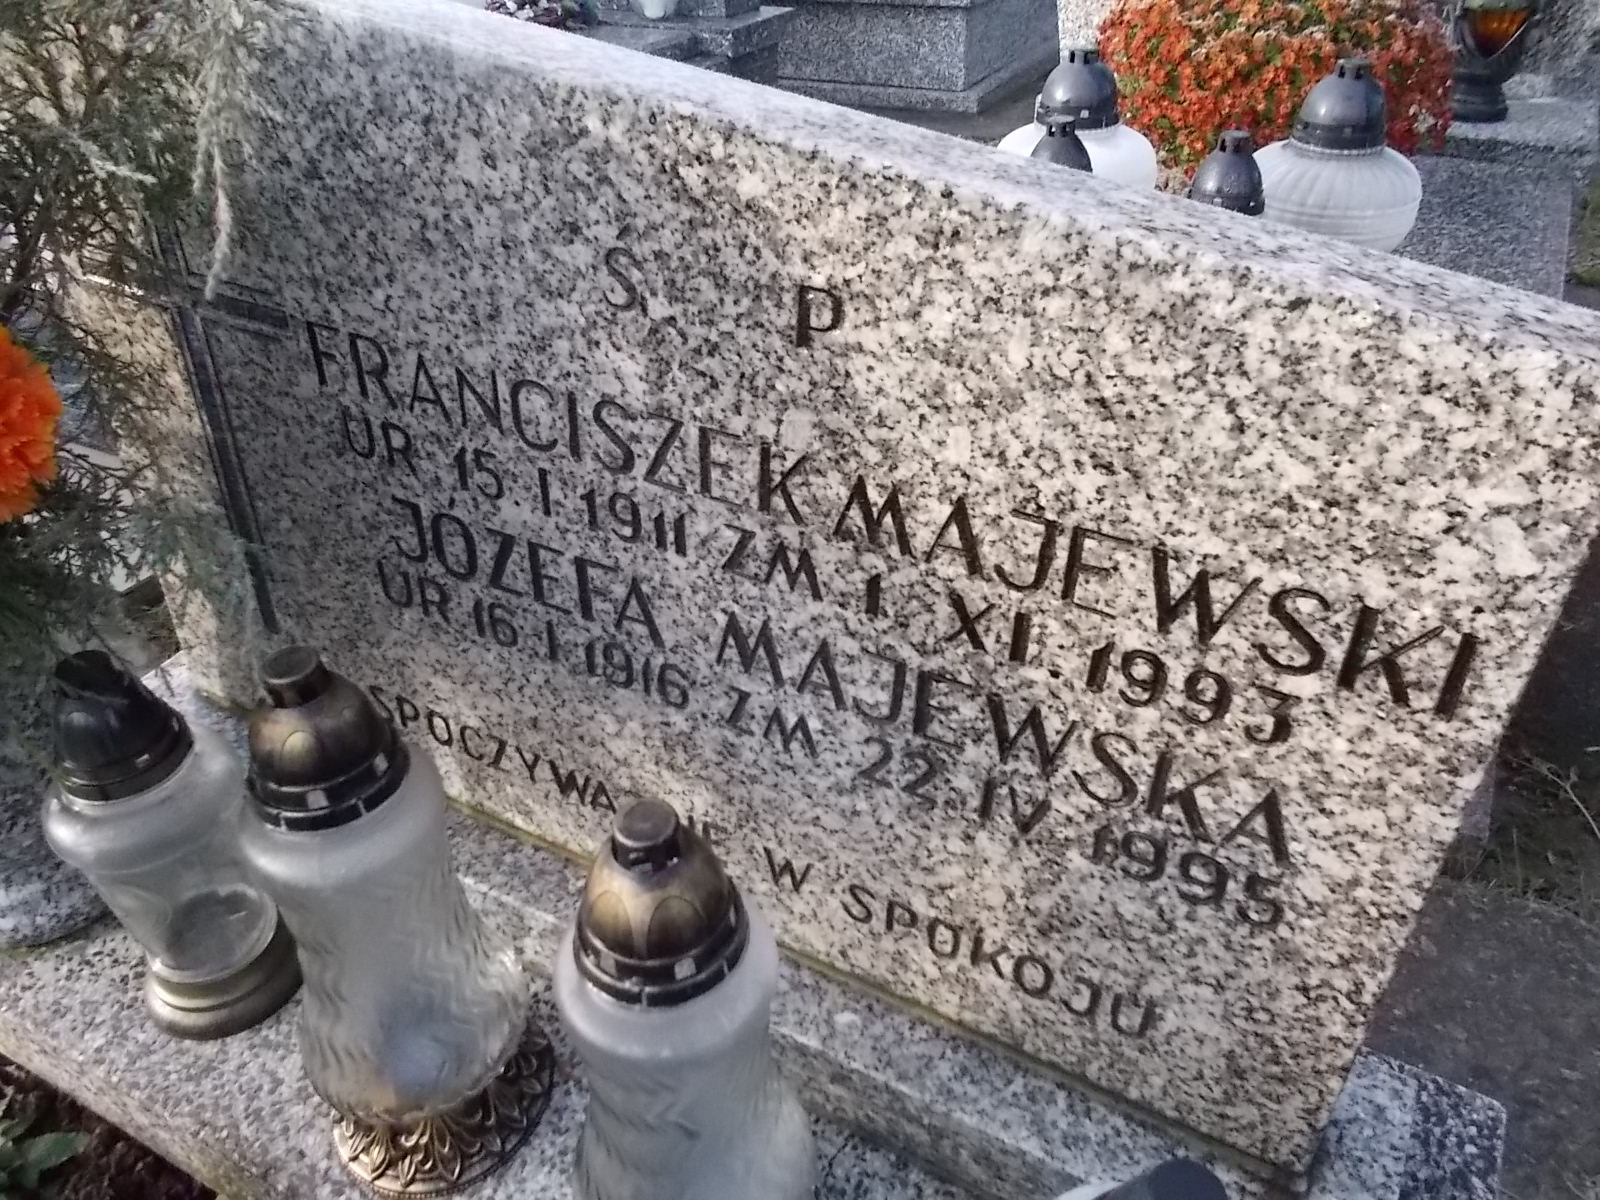 Ś P
FRANCISZEK MAJEWSKI
UR 15 I 1911 ZM 1 XI 1993
JÓZEFA MAJEWSKA
UR 16 I 1916 ZM 22 IV 1995
W SPOKOJU